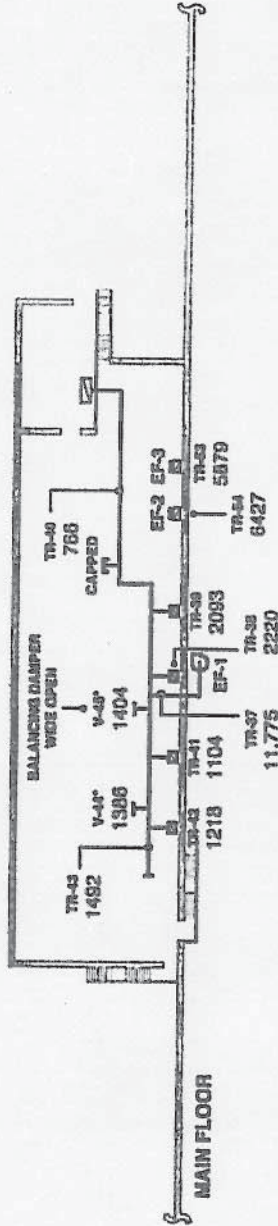 BALANCING DAMPER
WIDE OPEN
TR-43
1492
V-44"
1386
V-45"
1404
CAPPED
TR-40
766
TR-42
1218
TR-41
1104
TR-37
11,775
EF-1
TR-38
2220
TR-39
2093
EF-2
EF-3
TR-54
6427
TR-53
5879
MAIN FLOOR